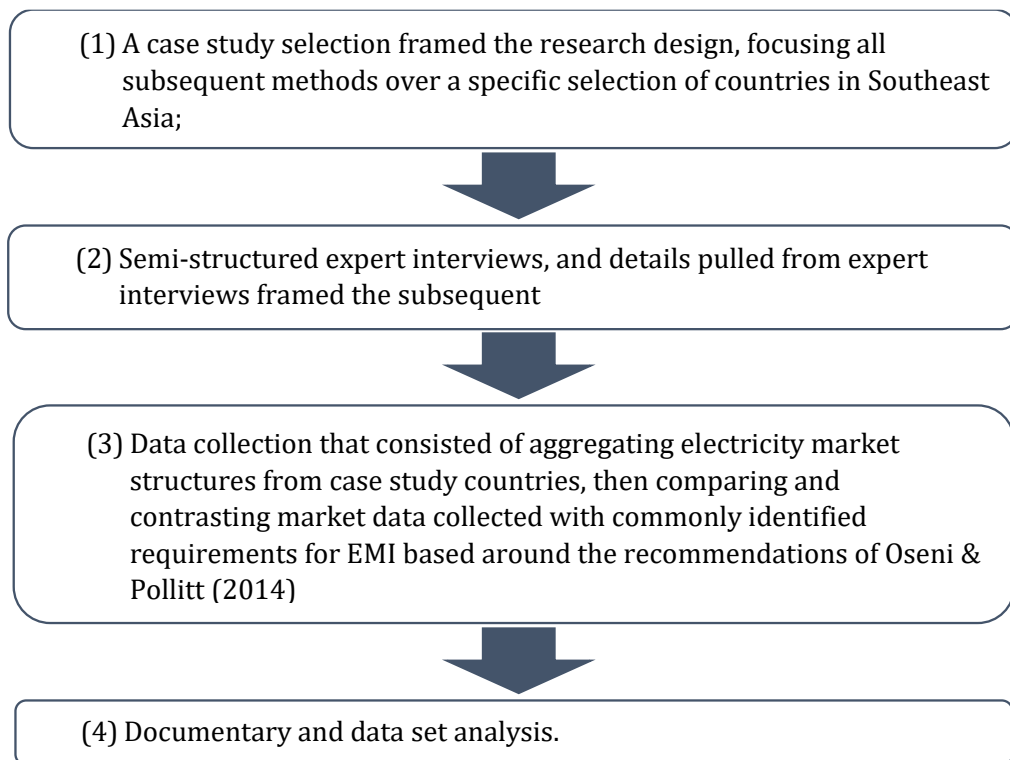 (1) A case study selection framed the research design, focusing all
subsequent methods over a specific selection of countries in Southeast
Asia;
(2) Semi-structured expert interviews, and details pulled from expert
interviews framed the subsequent
(3) Data collection that consisted of aggregating electricity market
structures from case study countries, then comparing and
contrasting market data collected with commonly identified
requirements for EMI based around the recommendations of Oseni &
Pollitt (2014)
(4) Documentary and data set analysis.